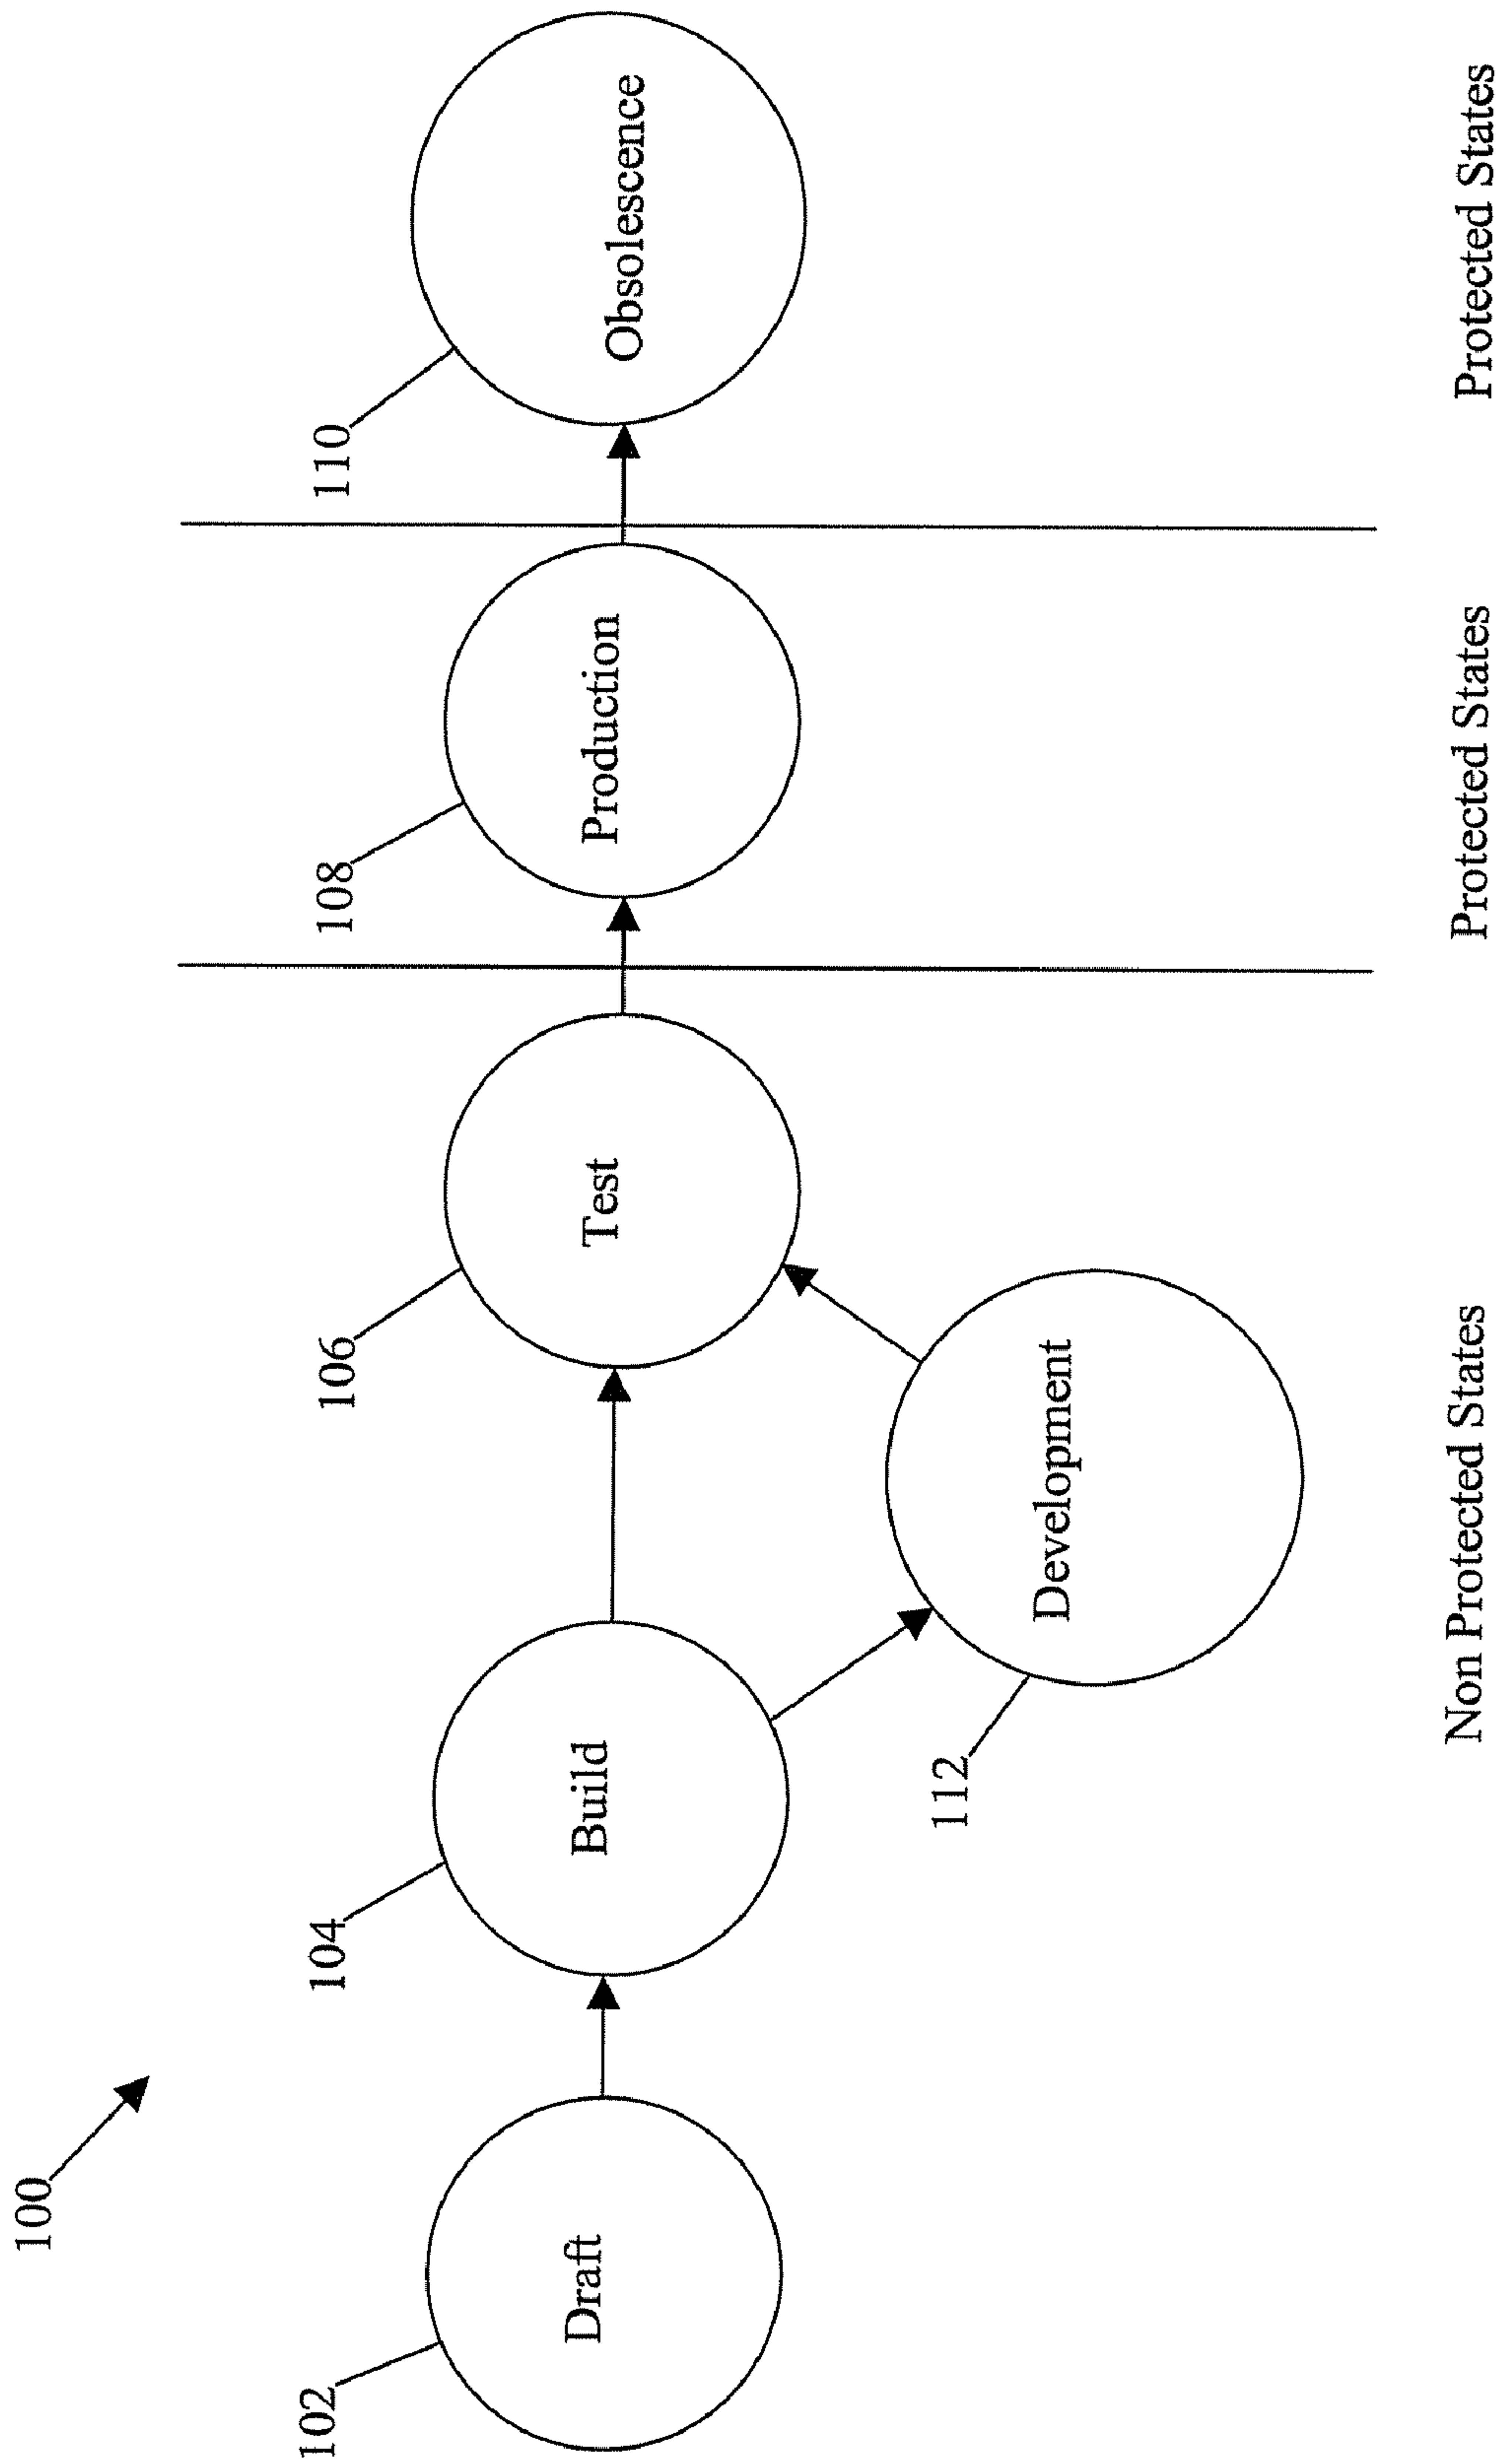 100
102
104
106
108
110
Draft
Build
Test
Production
Obsolescence
112
Development
Non Protected States
Protected States
Protected States